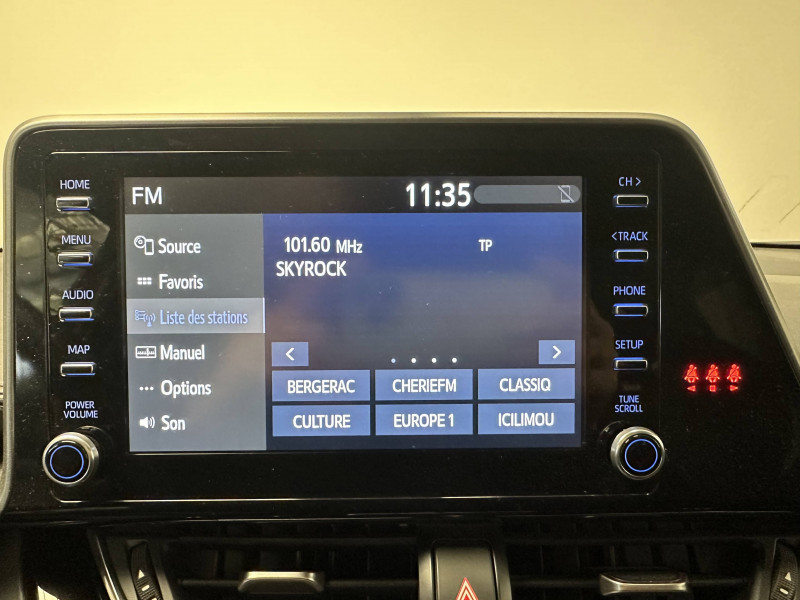 HOME
MENU
AUDIO
MAP
POWER
VOLUME
FM
11:35
Source
Favoris
Liste des stations
Manuel
Options
Son
101.60 MHz
TP
SKYROCK
<
>
BERGERAC
CHERIEFM
CLASSIQ
CULTURE
EUROPE 1
ICILIMOU
CH >
<TRACK
PHONE
SETUP
TUNE
SCROLL